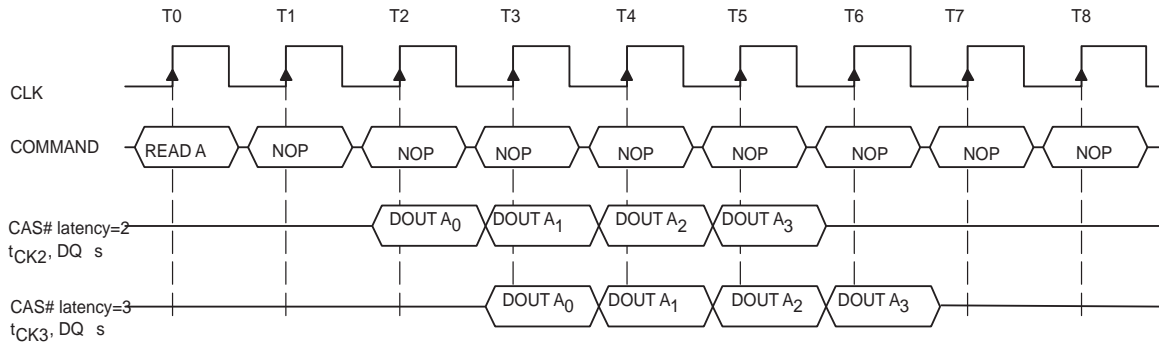 T0 T1 T2 T3 T4 T5 T6 T7 T8
CLK
COMMAND READ A NOP NOP NOP NOP NOP NOP NOP NOP
CAS# latency=2 DOUT A0 DOUT A1 DOUT A2 DOUT A3
tCK2, DQ s
CAS# latency=3 DOUT A0 DOUT A1 DOUT A2 DOUT A3
tCK3, DQ s